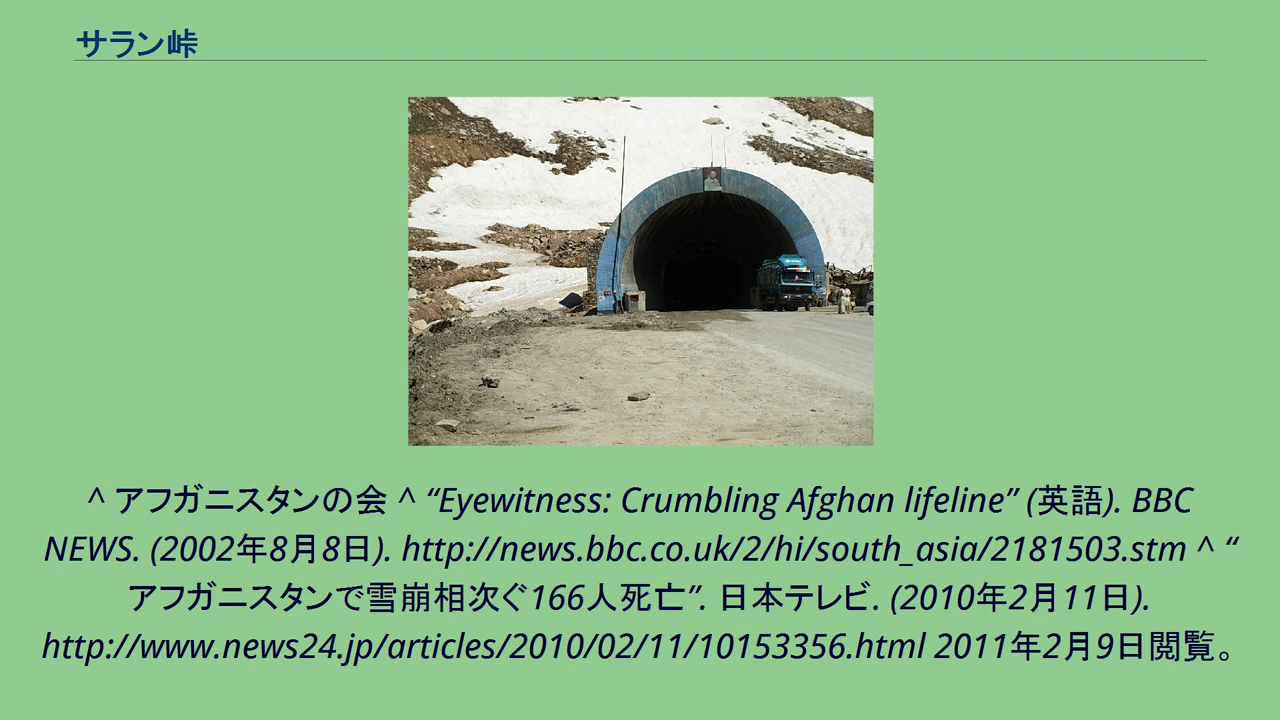 サラン峠
^ アフガニスタンの会 ^ “Eyewitness: Crumbling Afghan lifeline” (英語). BBC
NEWS. (2002年8月8日). http://news.bbc.co.uk/2/hi/south_asia/2181503.stm ^ “
アフガニスタンで雪崩相次ぐ166人死亡”. 日本テレビ. (2010年2月11日).
http://www.news24.jp/articles/2010/02/11/10153356.html 2011年2月9日閲覧。